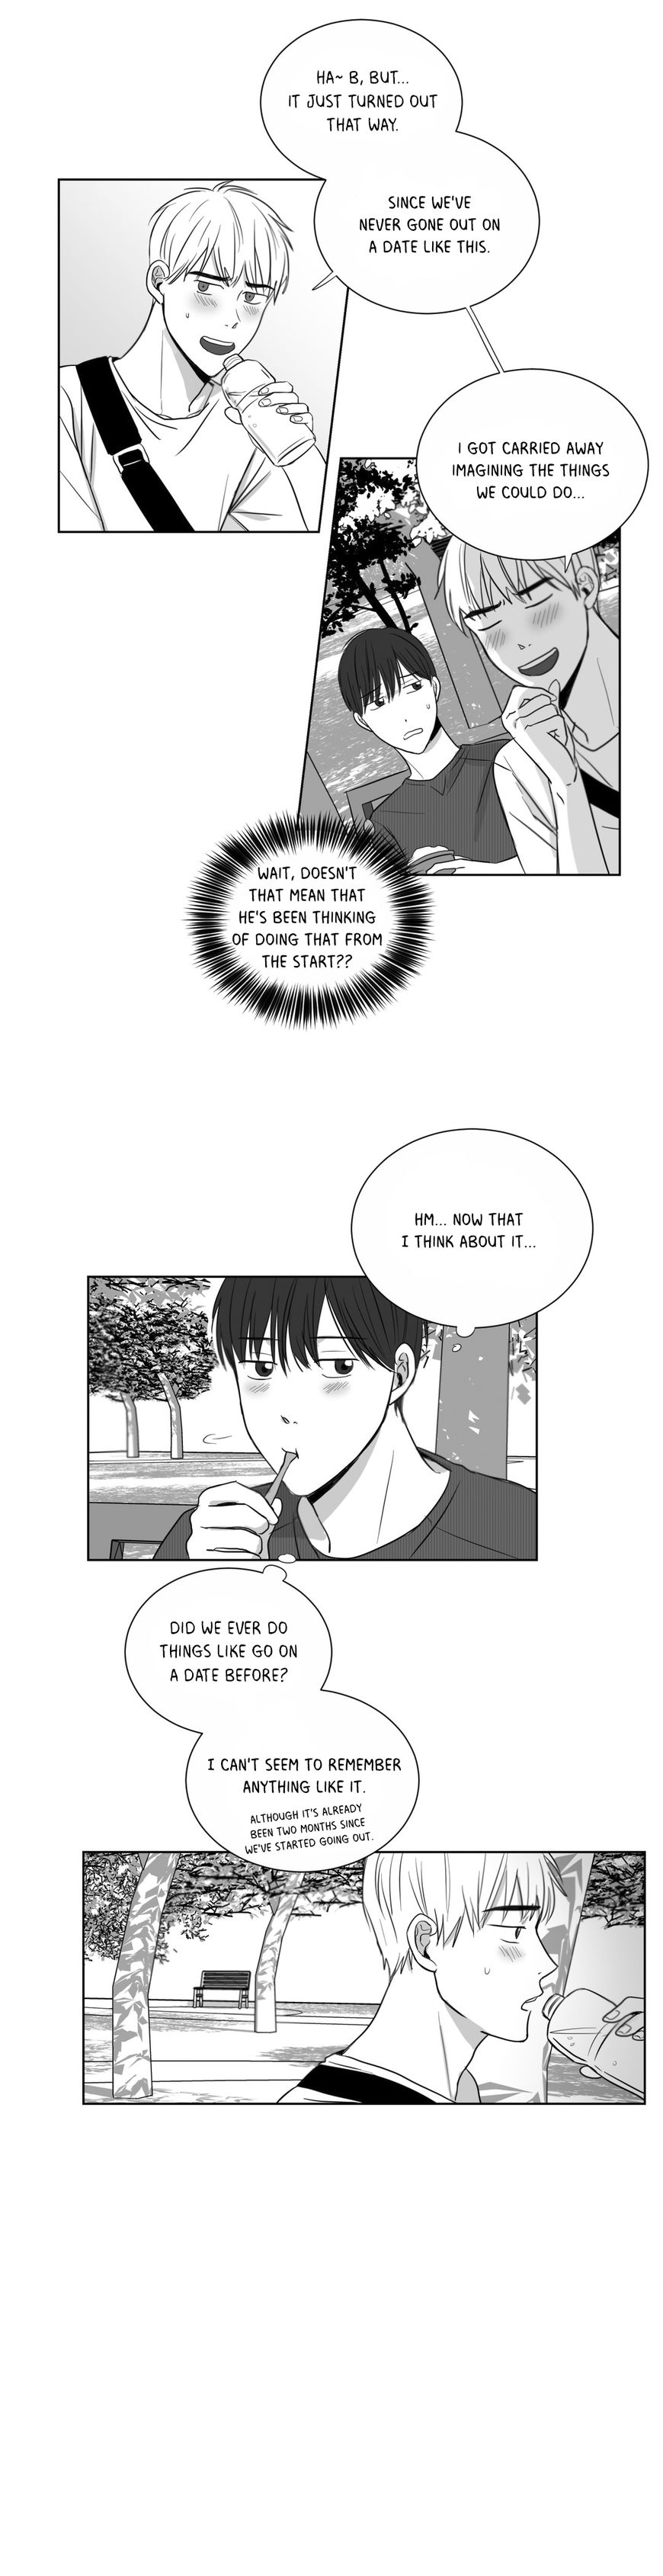 HA~ B, BUT...
IT JUST TURNED OUT
THAT WAY.
SINCE WE'VE
NEVER GONE OUT ON
A DATE LIKE THIS.
I GOT CARRIED AWAY
IMAGINING THE THINGS
WE COULD DO...
WAIT, DOESN'T
THAT MEAN THAT
HE'S BEEN THINKING
OF DOING THAT FROM
THE START??
HM... NOW THAT
I THINK ABOUT IT...
DID WE EVER DO
THINGS LIKE GO ON
A DATE BEFORE?
I CAN'T SEEM TO REMEMBER
ANYTHING LIKE IT.
ALTHOUGH IT'S ALREADY
BEEN TWO MONTHS SINCE
WE'VE STARTED GOING OUT.